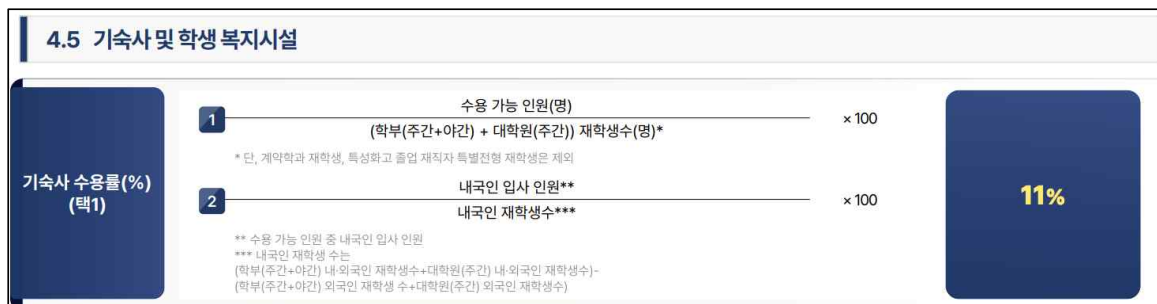 4.5 기숙사 및 학생 복지시설
기숙사 수용률(%)
(택1)
1
수용 가능 인원(명)
(학부(주간+야간) + 대학원(주간)) 재학생수(명)*
× 100
* 단, 계약학과 재학생, 특성화고 졸업 재직자 특별전형 재학생은 제외
2
내국인 입사 인원**
내국인 재학생수***
× 100
** 수용 가능 인원 중 내국인 입사 인원
*** 내국인 재학생 수는
(학부(주간+야간) 내·외국인 재학생수+대학원(주간) 내·외국인 재학생수)-
(학부(주간+야간) 외국인 재학생 수+대학원(주간) 외국인 재학생수)
11%